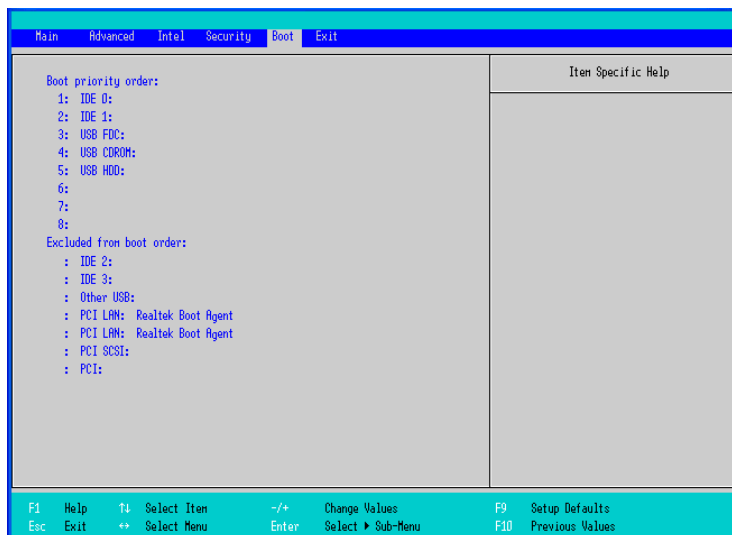 Main Advanced Intel Security Boot Exit
Item Specific Help
Boot priority order:
1: IDE 0:
2: IDE 1:
3: USB FDC:
4: USB CDROM:
5: USB HDD:
6:
7:
8:
Excluded from boot order:
: IDE 2:
: IDE 3:
: Other USB:
: PCI LAN: Realtek Boot Agent
: PCI LAN: Realtek Boot Agent
: PCI SCSI:
: PCI:
F1 Help ↑↓ Select Item -/+ Change Values F9 Setup Defaults
Esc Exit ↔ Select Menu Enter Select ▶ Sub-Menu F10 Previous Values